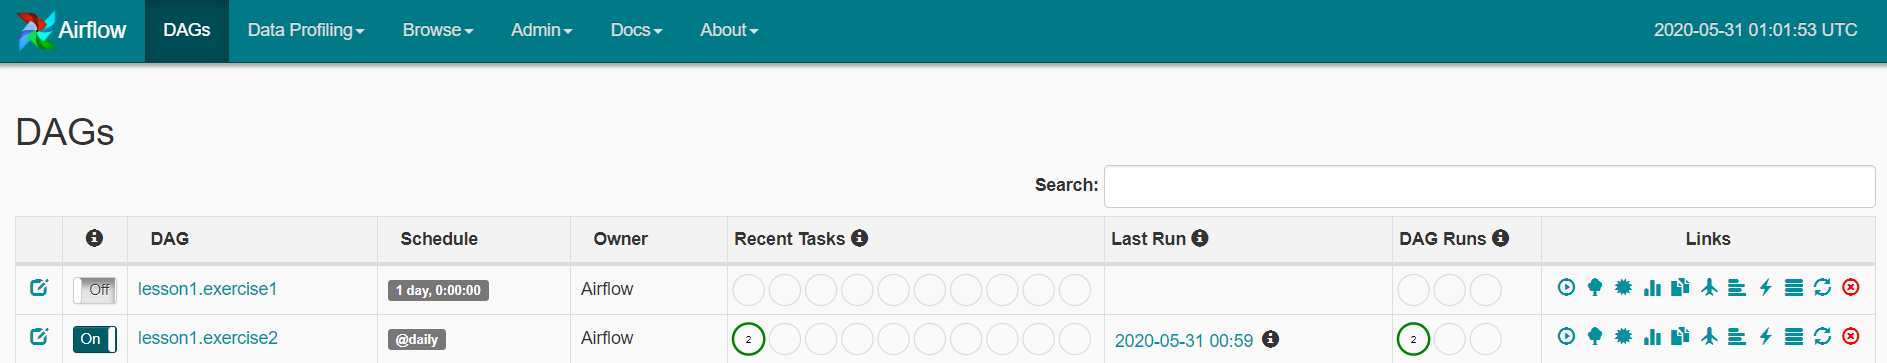 Airflow DAGs Data Profiling Browse Admin Docs About 2020-05-31 01:01:53 UTC
DAGs
Search:
DAG Schedule Owner Recent Tasks Last Run DAG Runs Links
Off lesson1.exercise1 1 day, 0:00:00 Airflow
On lesson1.exercise2 @daily Airflow 2 2020-05-31 00:59 2